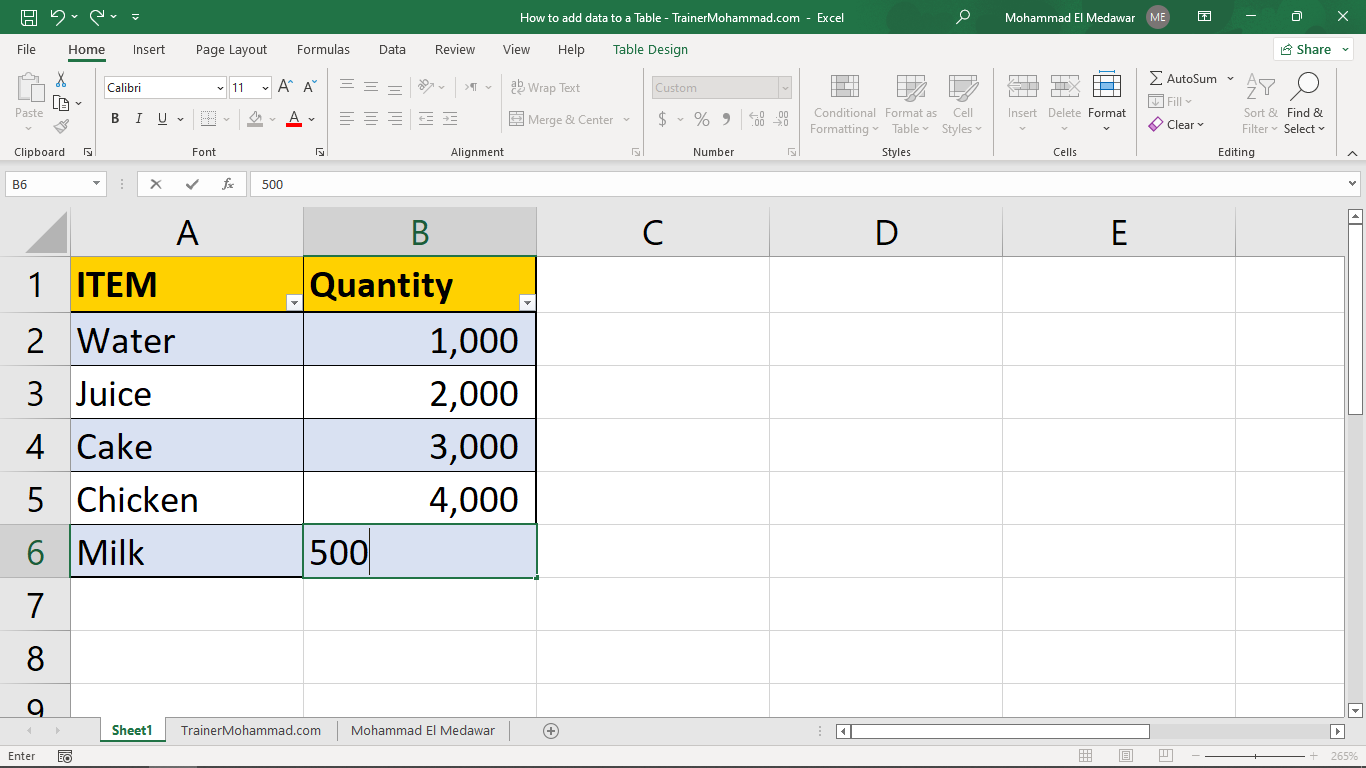 How to add data to a Table - TrainerMohammad.com - Excel
Mohammad El Medawar ME
File Home Insert Page Layout Formulas Data Review View Help Table Design Share
Paste
Calibri 11 A A
B I U A
Wrap Text
Merge & Center
Custom
$ % 9
Conditional Formatting
Format as Table
Cell Styles
Insert Delete Format
AutoSum
Fill
Clear
Sort & Filter
Find & Select
Clipboard Font Alignment Number Styles Cells Editing
B6 fx 500
A B C D E
1 ITEM Quantity
2 Water 1,000
3 Juice 2,000
4 Cake 3,000
5 Chicken 4,000
6 Milk 500
7
8
9
Sheet1 TrainerMohammad.com Mohammad El Medawar
Enter 265%